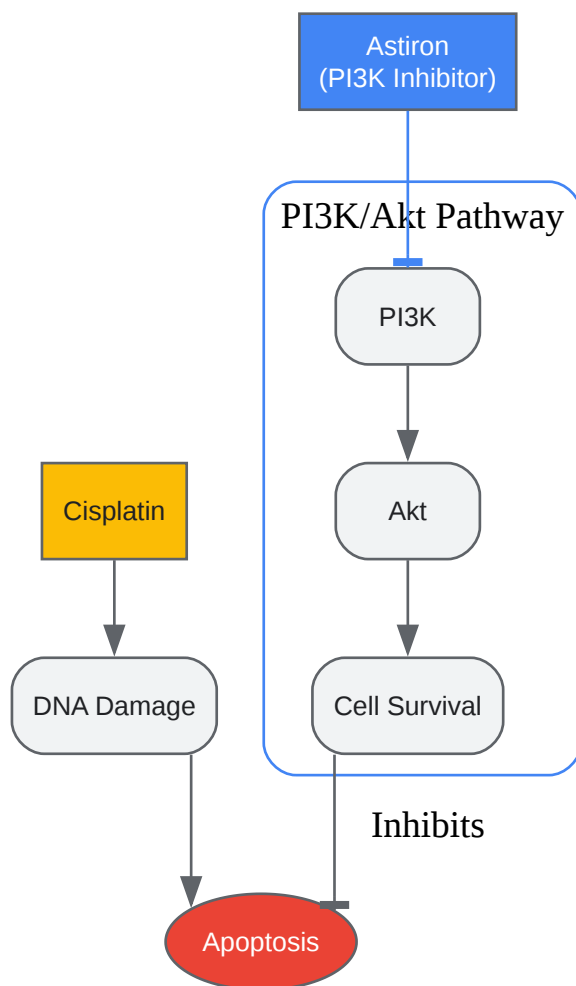 Astiron
(PI3K Inhibitor)
PI3K/Akt Pathway
PI3K
Cisplatin
Akt
DNA Damage
Cell Survival
Inhibits
Apoptosis